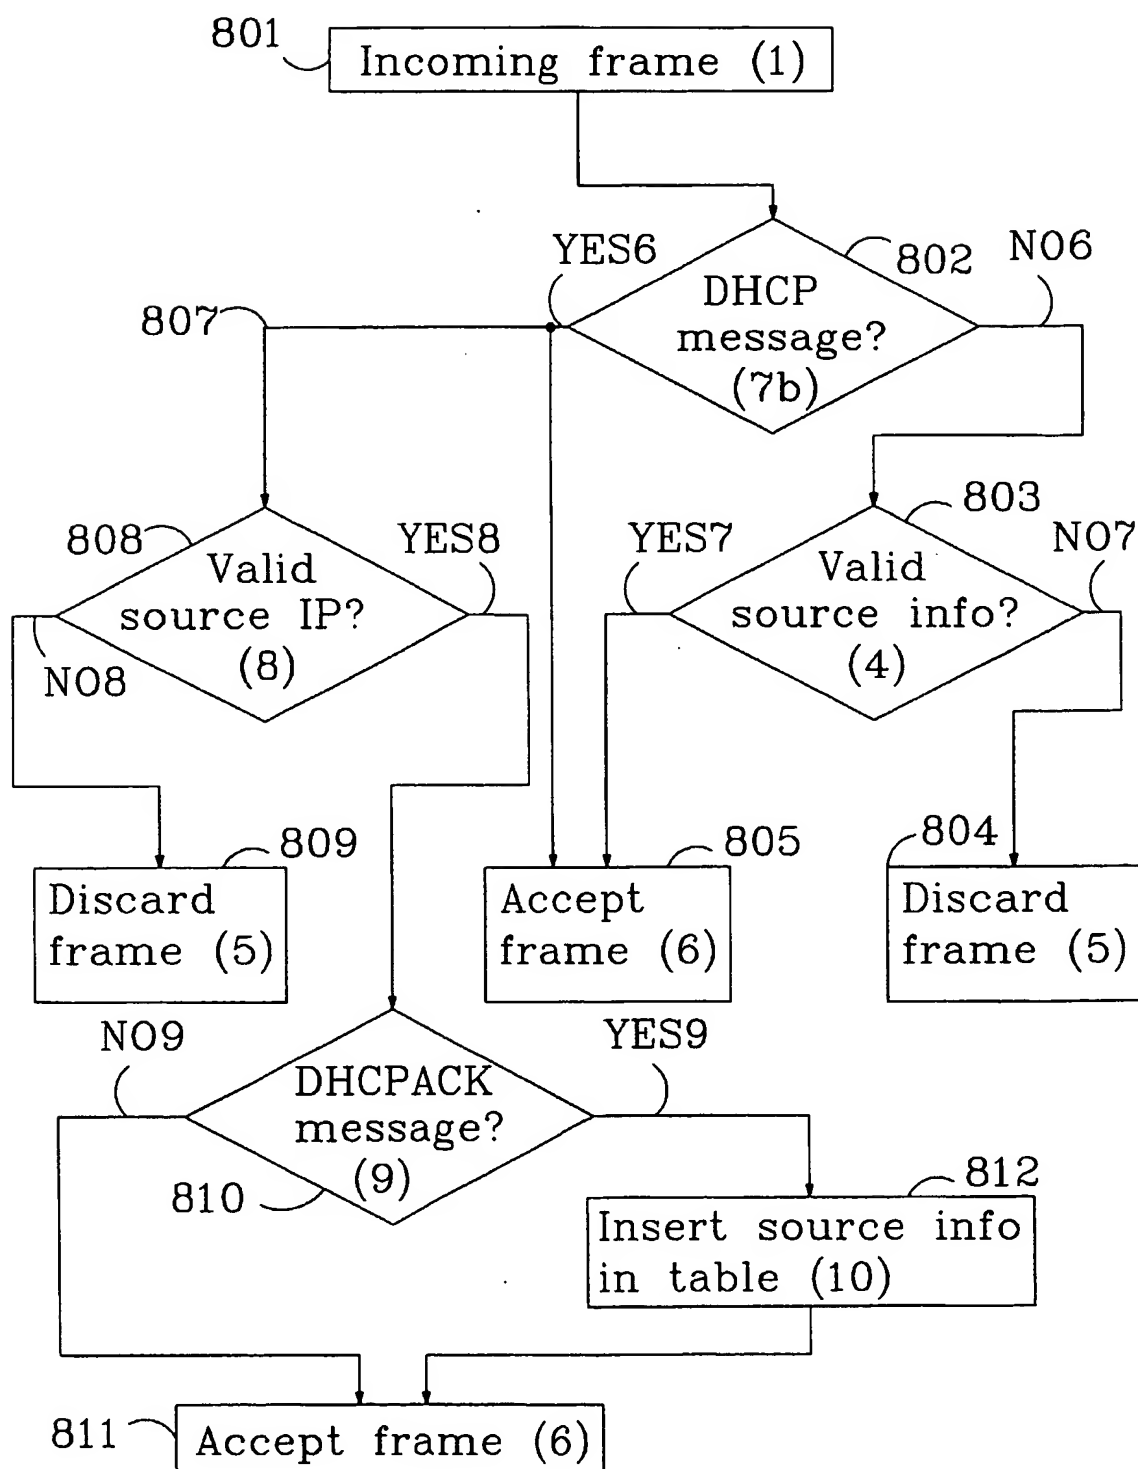 801
Incoming frame (1)
YES6
802
NO6
DHCP
message?
(7b)
807
808
Valid
source IP?
(8)
YES8
NO8
YES7
803
NO7
Valid
source info?
(4)
809
Discard
frame (5)
805
Accept
frame (6)
804
Discard
frame (5)
NO9
YES9
DHCPACK
message?
(9)
810
812
Insert source info
in table (10)
811
Accept frame (6)